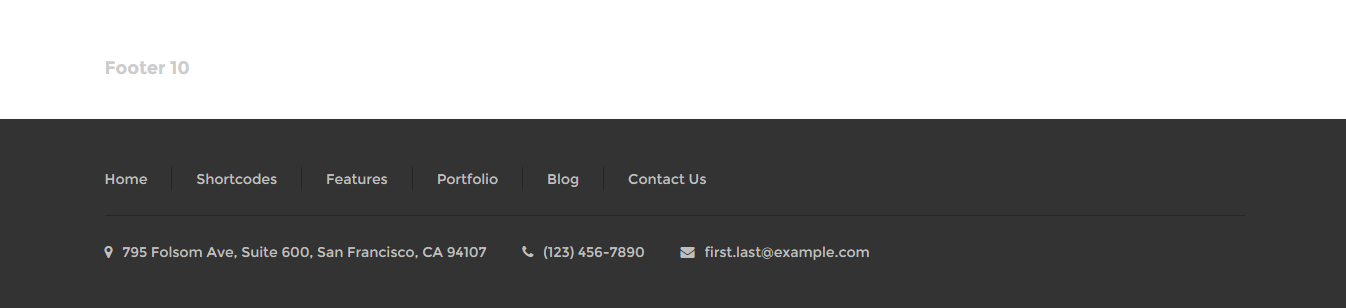 Footer 10
Home Shortcodes Features Portfolio Blog Contact Us
795 Folsom Ave, Suite 600, San Francisco, CA 94107 (123) 456-7890 first.last@example.com